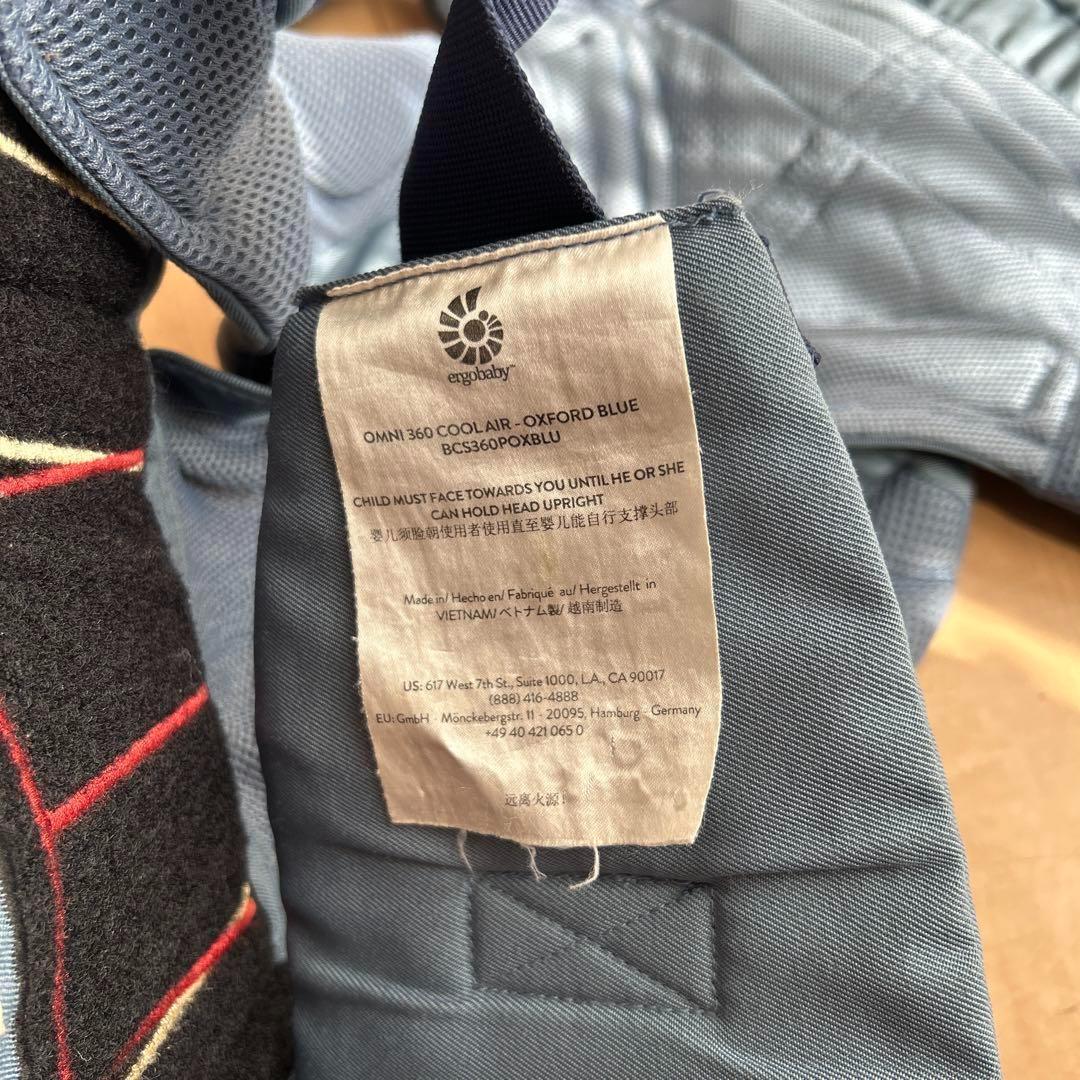 ergobaby™
OMNI 360 COOL AIR - OXFORD BLUE
BCS360POXBLU
CHILD MUST FACE TOWARDS YOU UNTIL HE OR SHE
CAN HOLD HEAD UPRIGHT
婴儿须脸朝使用者使用直至婴儿能自行支撑头部
Made in/ Hecho en/ Fabriqué au/ Hergestellt in
VIETNAM/ ベトナム製/ 越南制造
US: 617 West 7th St., Suite 1000, L.A., CA 90017
(888) 416-4888
EU: GmbH · Mönckebergstr. 11 · 20095, Hamburg · Germany
+49 40 421 065 0
远离火源!